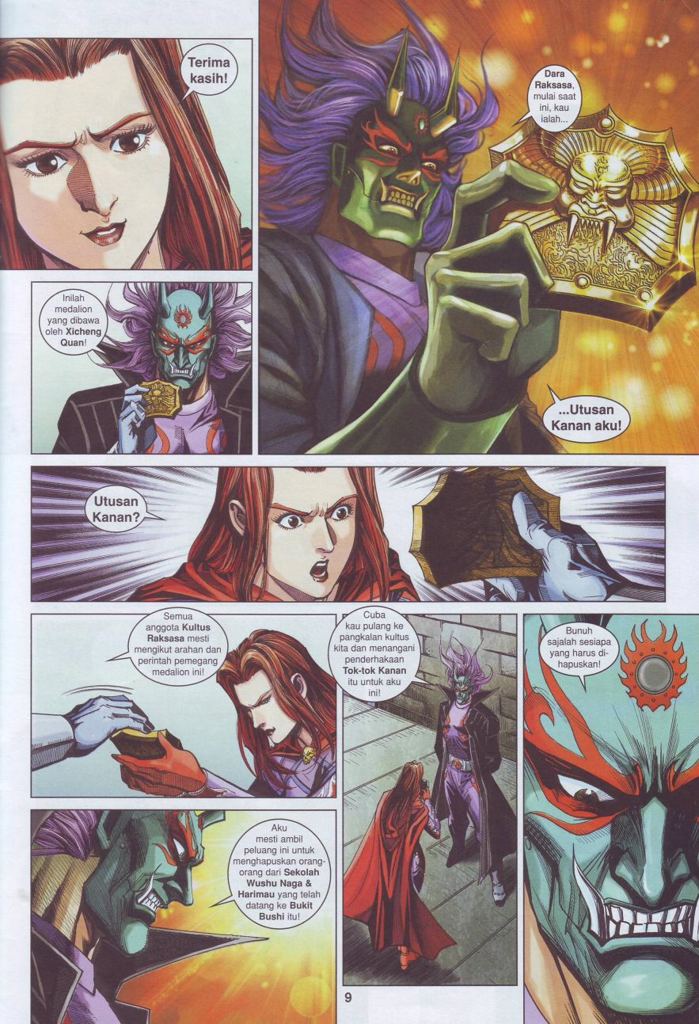 Terima
kasih!
Inilah
medalion
yang dibawa
oleh Xicheng
Quan!
Dara
Raksasa,
mulai saat
ini, kau
ialah...
...Utusan
Kanan aku!
Utusan
Kanan?
Semua
anggota Kultus
Raksasa mesti
mengikut arahan dan
perintah pemegang
medalion ini!
Cuba
kau pulang ke
pangkalan kultus
kita dan menangani
penderhakaan
Tok-tok Kanan
itu untuk aku
ini!
Bunuh
sajalah sesiapa
yang harus di-
hapuskan!
Aku
mesti ambil
peluang ini untuk
menghapuskan orang-
orang dari Sekolah
Wushu Naga &
Harimau yang telah
datang ke Bukit
Bushi itu!
9